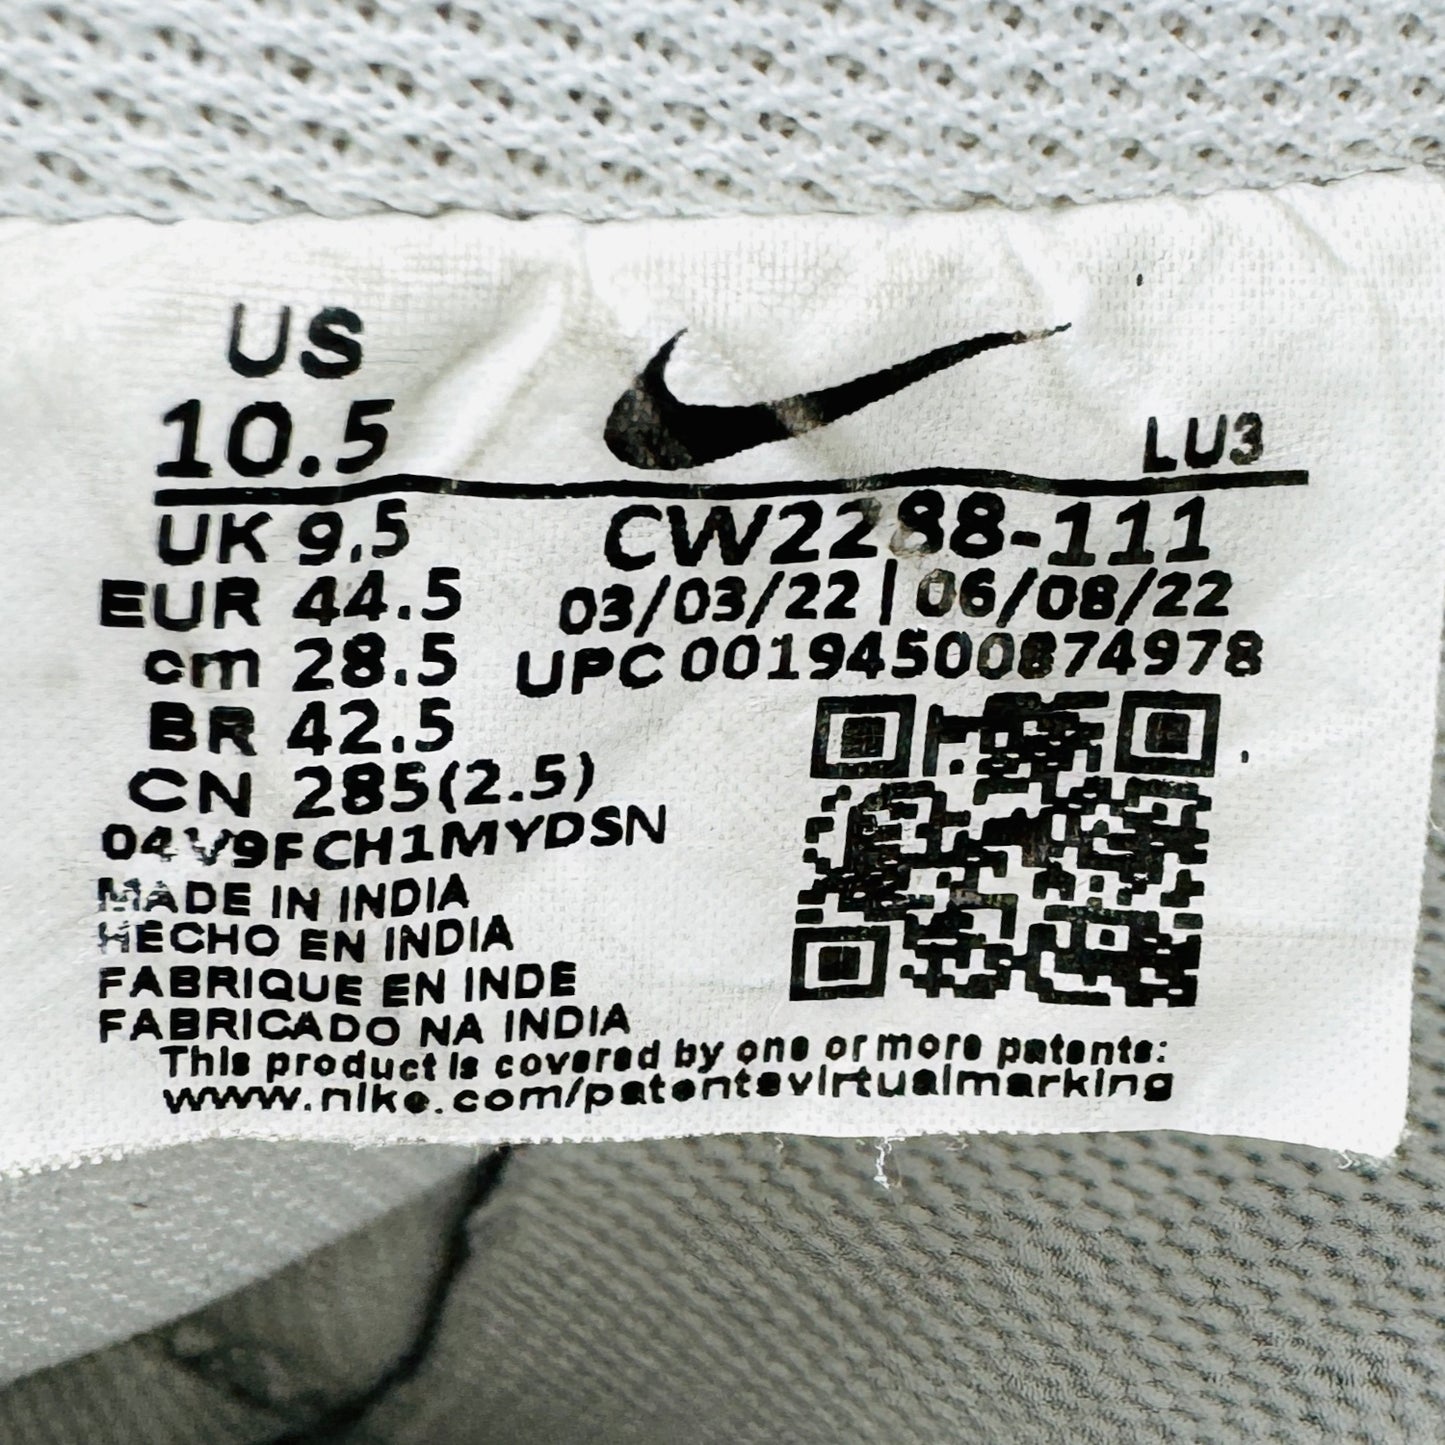 US
10.5
LU3
UK 9.5
CW2288-111
EUR 44.5
03/03/22 | 06/08/22
cm 28.5
UPC 00194500874978
BR 42.5
CN 285(2.5)
04V9FCH1MYDSN
MADE IN INDIA
HECHO EN INDIA
FABRIQUE EN INDE
FABRICADO NA INDIA
This product is covered by one or more patents:
www.nike.com/patentsvirtualmarking